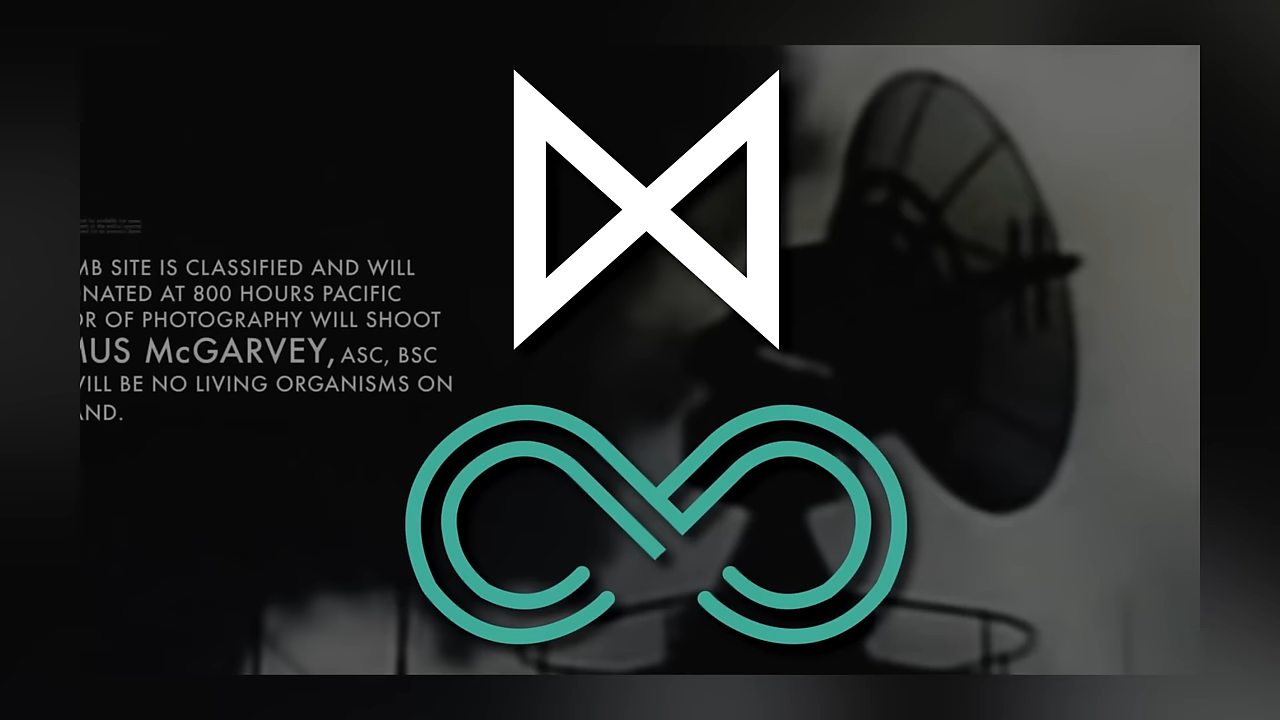 MB SITE IS CLASSIFIED AND WILL
NATED AT 800 HOURS PACIFIC
OR OF PHOTOGRAPHY WILL SHOOT
MUS McGARVEY, ASC, BSC
WILL BE NO LIVING ORGANISMS ON
AND.